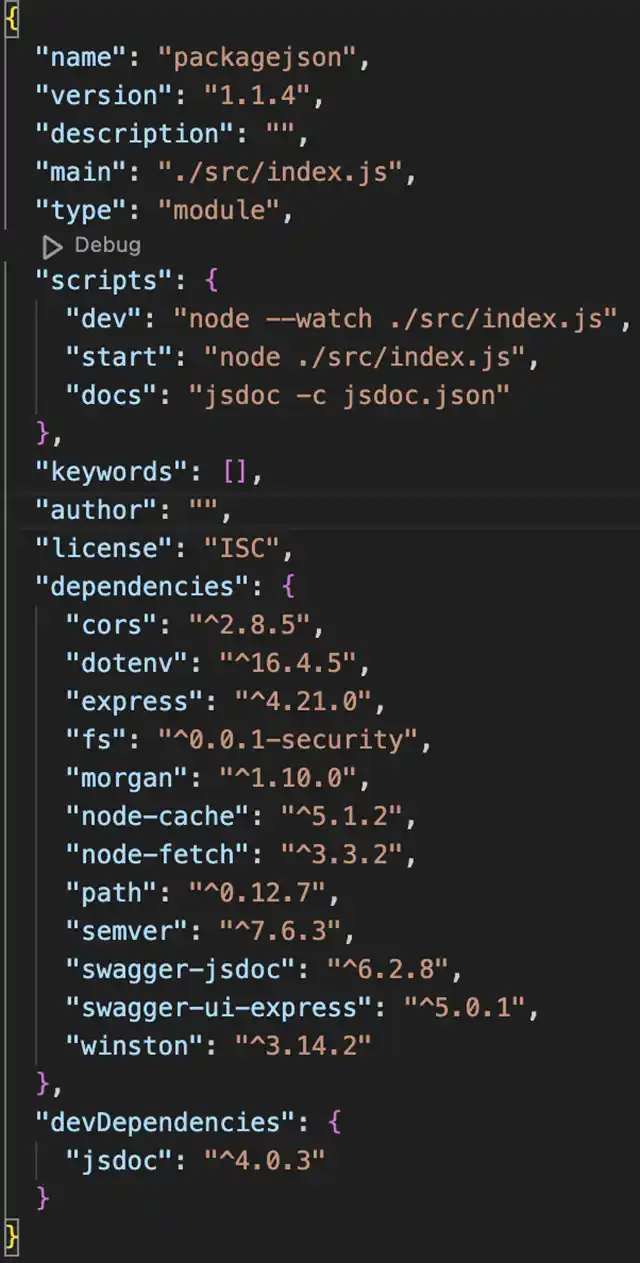 {
  "name": "packagejson",
  "version": "1.1.4",
  "description": "",
  "main": "./src/index.js",
  "type": "module",
  Debug
  "scripts": {
    "dev": "node --watch ./src/index.js",
    "start": "node ./src/index.js",
    "docs": "jsdoc -c jsdoc.json"
  },
  "keywords": [],
  "author": "",
  "license": "ISC",
  "dependencies": {
    "cors": "^2.8.5",
    "dotenv": "^16.4.5",
    "express": "^4.21.0",
    "fs": "^0.0.1-security",
    "morgan": "^1.10.0",
    "node-cache": "^5.1.2",
    "node-fetch": "^3.3.2",
    "path": "^0.12.7",
    "semver": "^7.6.3",
    "swagger-jsdoc": "^6.2.8",
    "swagger-ui-express": "^5.0.1",
    "winston": "^3.14.2"
  },
  "devDependencies": {
    "jsdoc": "^4.0.3"
  }
}